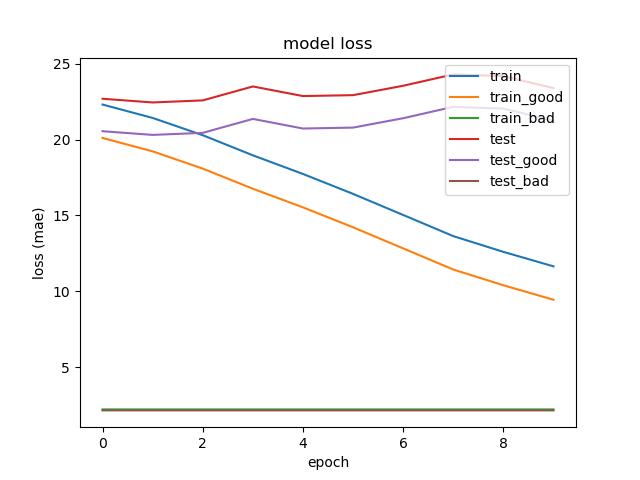 model loss
25
20
15
10
5
loss (mae)
0
2
4
6
8
epoch
train
train_good
train_bad
test
test_good
test_bad